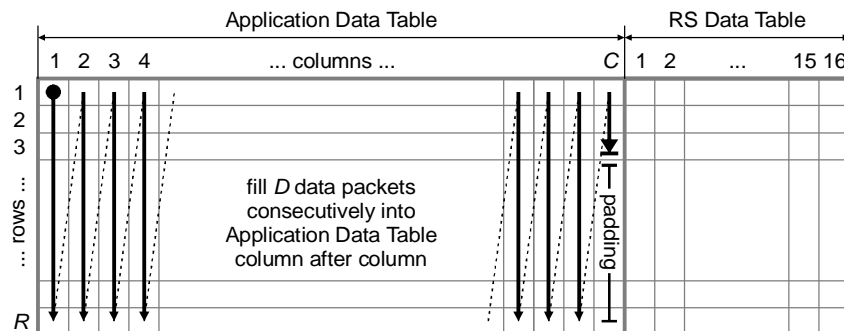 Application Data Table RS Data Table
1 2 3 4 ... columns ... C 1 2 ... 15 16
1
2
3
... rows ...
R
fill D data packets
consecutively into
Application Data Table
column after column
padding